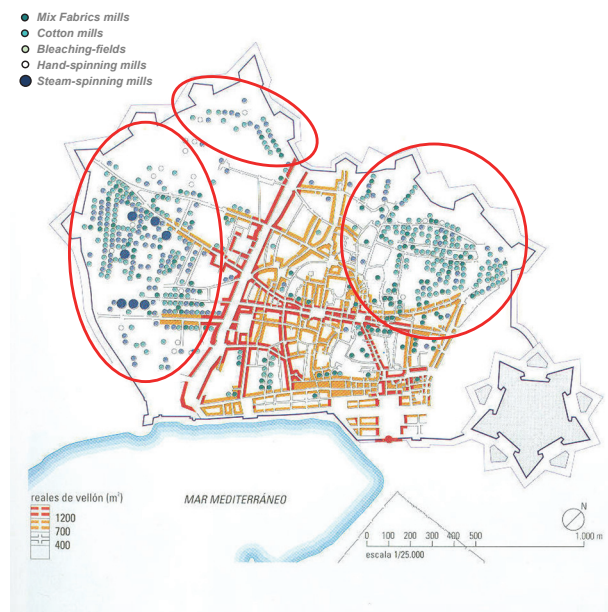 Mix Fabrics mills
Cotton mills
Bleaching-fields
Hand-spinning mills
Steam-spinning mills
reales de vellón (m²)
1200
700
400
MAR MEDITERRÁNEO
N
0 100 200 300 400 500 1.000 m
escala 1/25.000